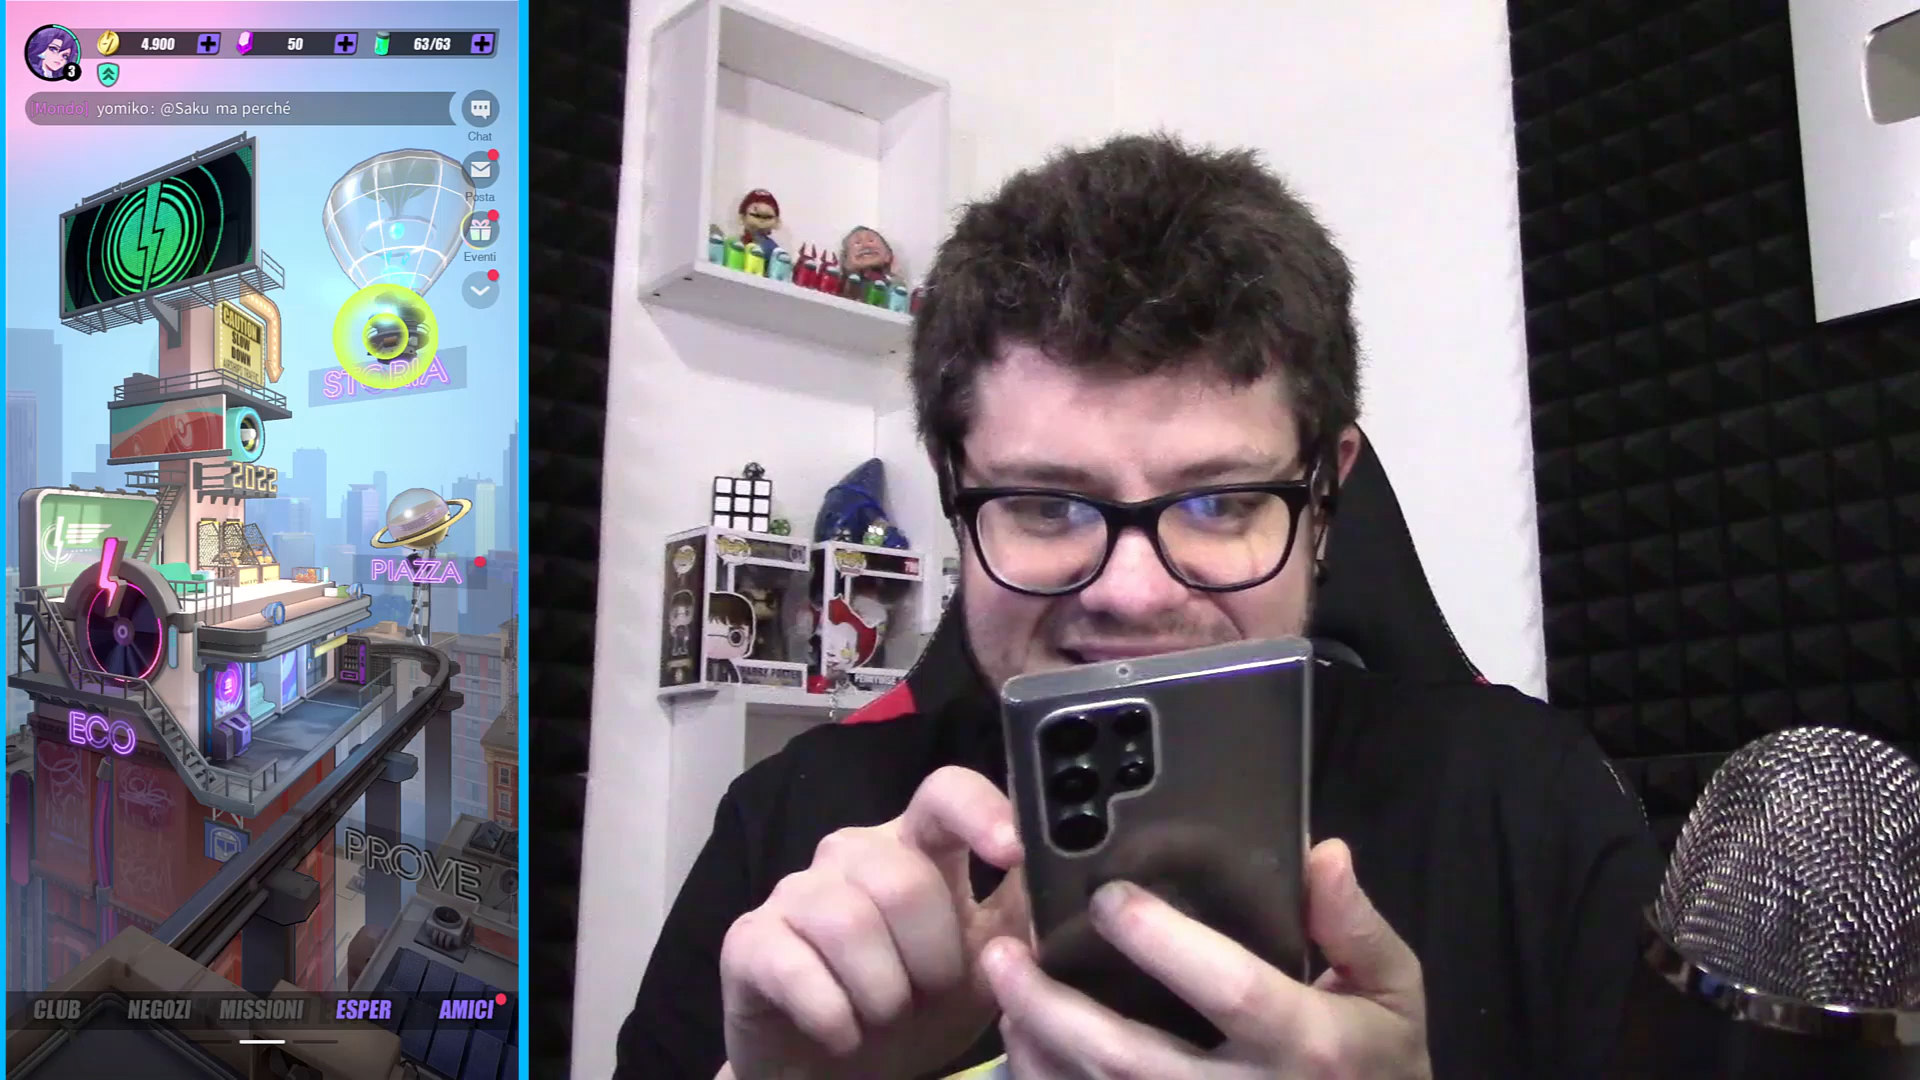 4.900
50
63/63
3
[Mondo] yomiko: @Saku ma perché
Chat
Posta
Eventi
CAUTION
SLOW
DOWN
STORIA
2022
PIAZZA
ECO
PROVE
CLUB
NEGOZI
MISSIONI
ESPER
AMICI
HARRY POTTER
PENNYWISE